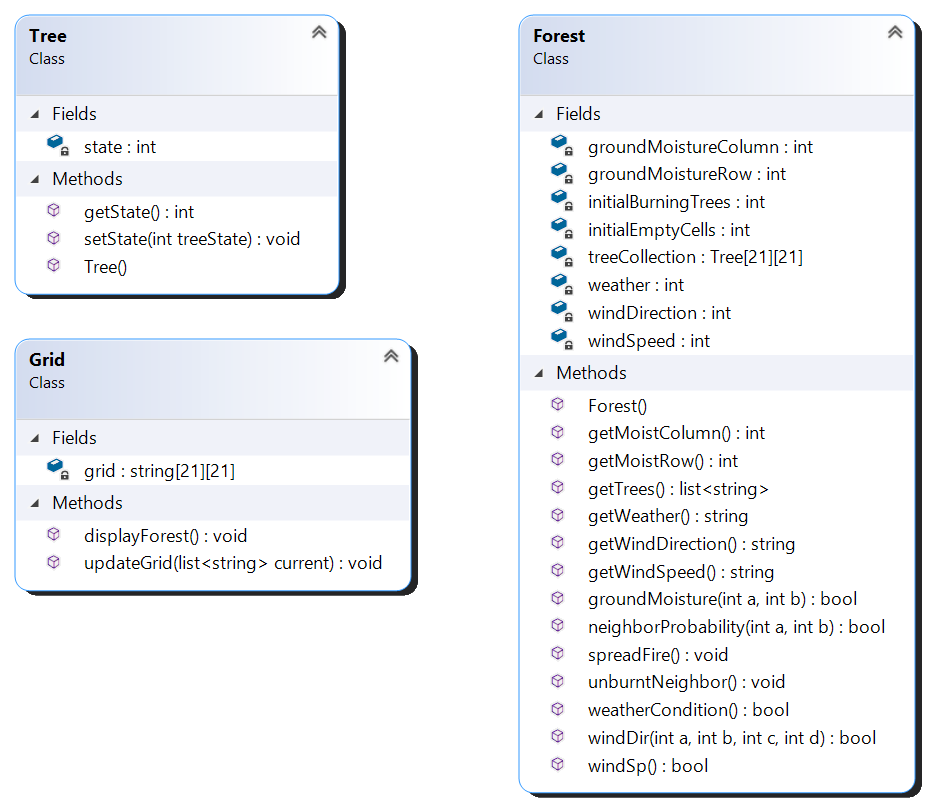 Tree
Class
Fields
state : int
Methods
getState() : int
setState(int treeState) : void
Tree()
Grid
Class
Fields
grid : string[21][21]
Methods
displayForest() : void
updateGrid(list<string> current) : void
Forest
Class
Fields
groundMoistureColumn : int
groundMoistureRow : int
initialBurningTrees : int
initialEmptyCells : int
treeCollection : Tree[21][21]
weather : int
windDirection : int
windSpeed : int
Methods
Forest()
getMoistColumn() : int
getMoistRow() : int
getTrees() : list<string>
getWeather() : string
getWindDirection() : string
getWindSpeed() : string
groundMoisture(int a, int b) : bool
neighborProbability(int a, int b) : bool
spreadFire() : void
unburntNeighbor() : void
weatherCondition() : bool
windDir(int a, int b, int c, int d) : bool
windSp() : bool